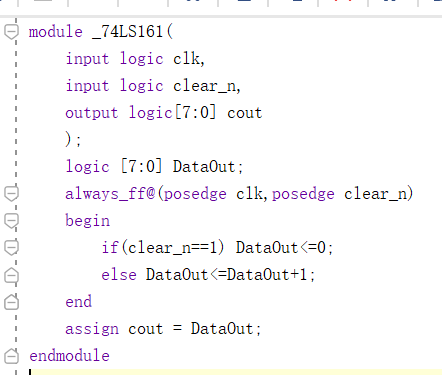 module _74LS161(
input logic clk,
input logic clear_n,
output logic[7:0] cout
);
logic [7:0] DataOut;
always_ff@(posedge clk,posedge clear_n)
begin
if(clear_n==1) DataOut<=0;
else DataOut<=DataOut+1;
end
assign cout = DataOut;
endmodule